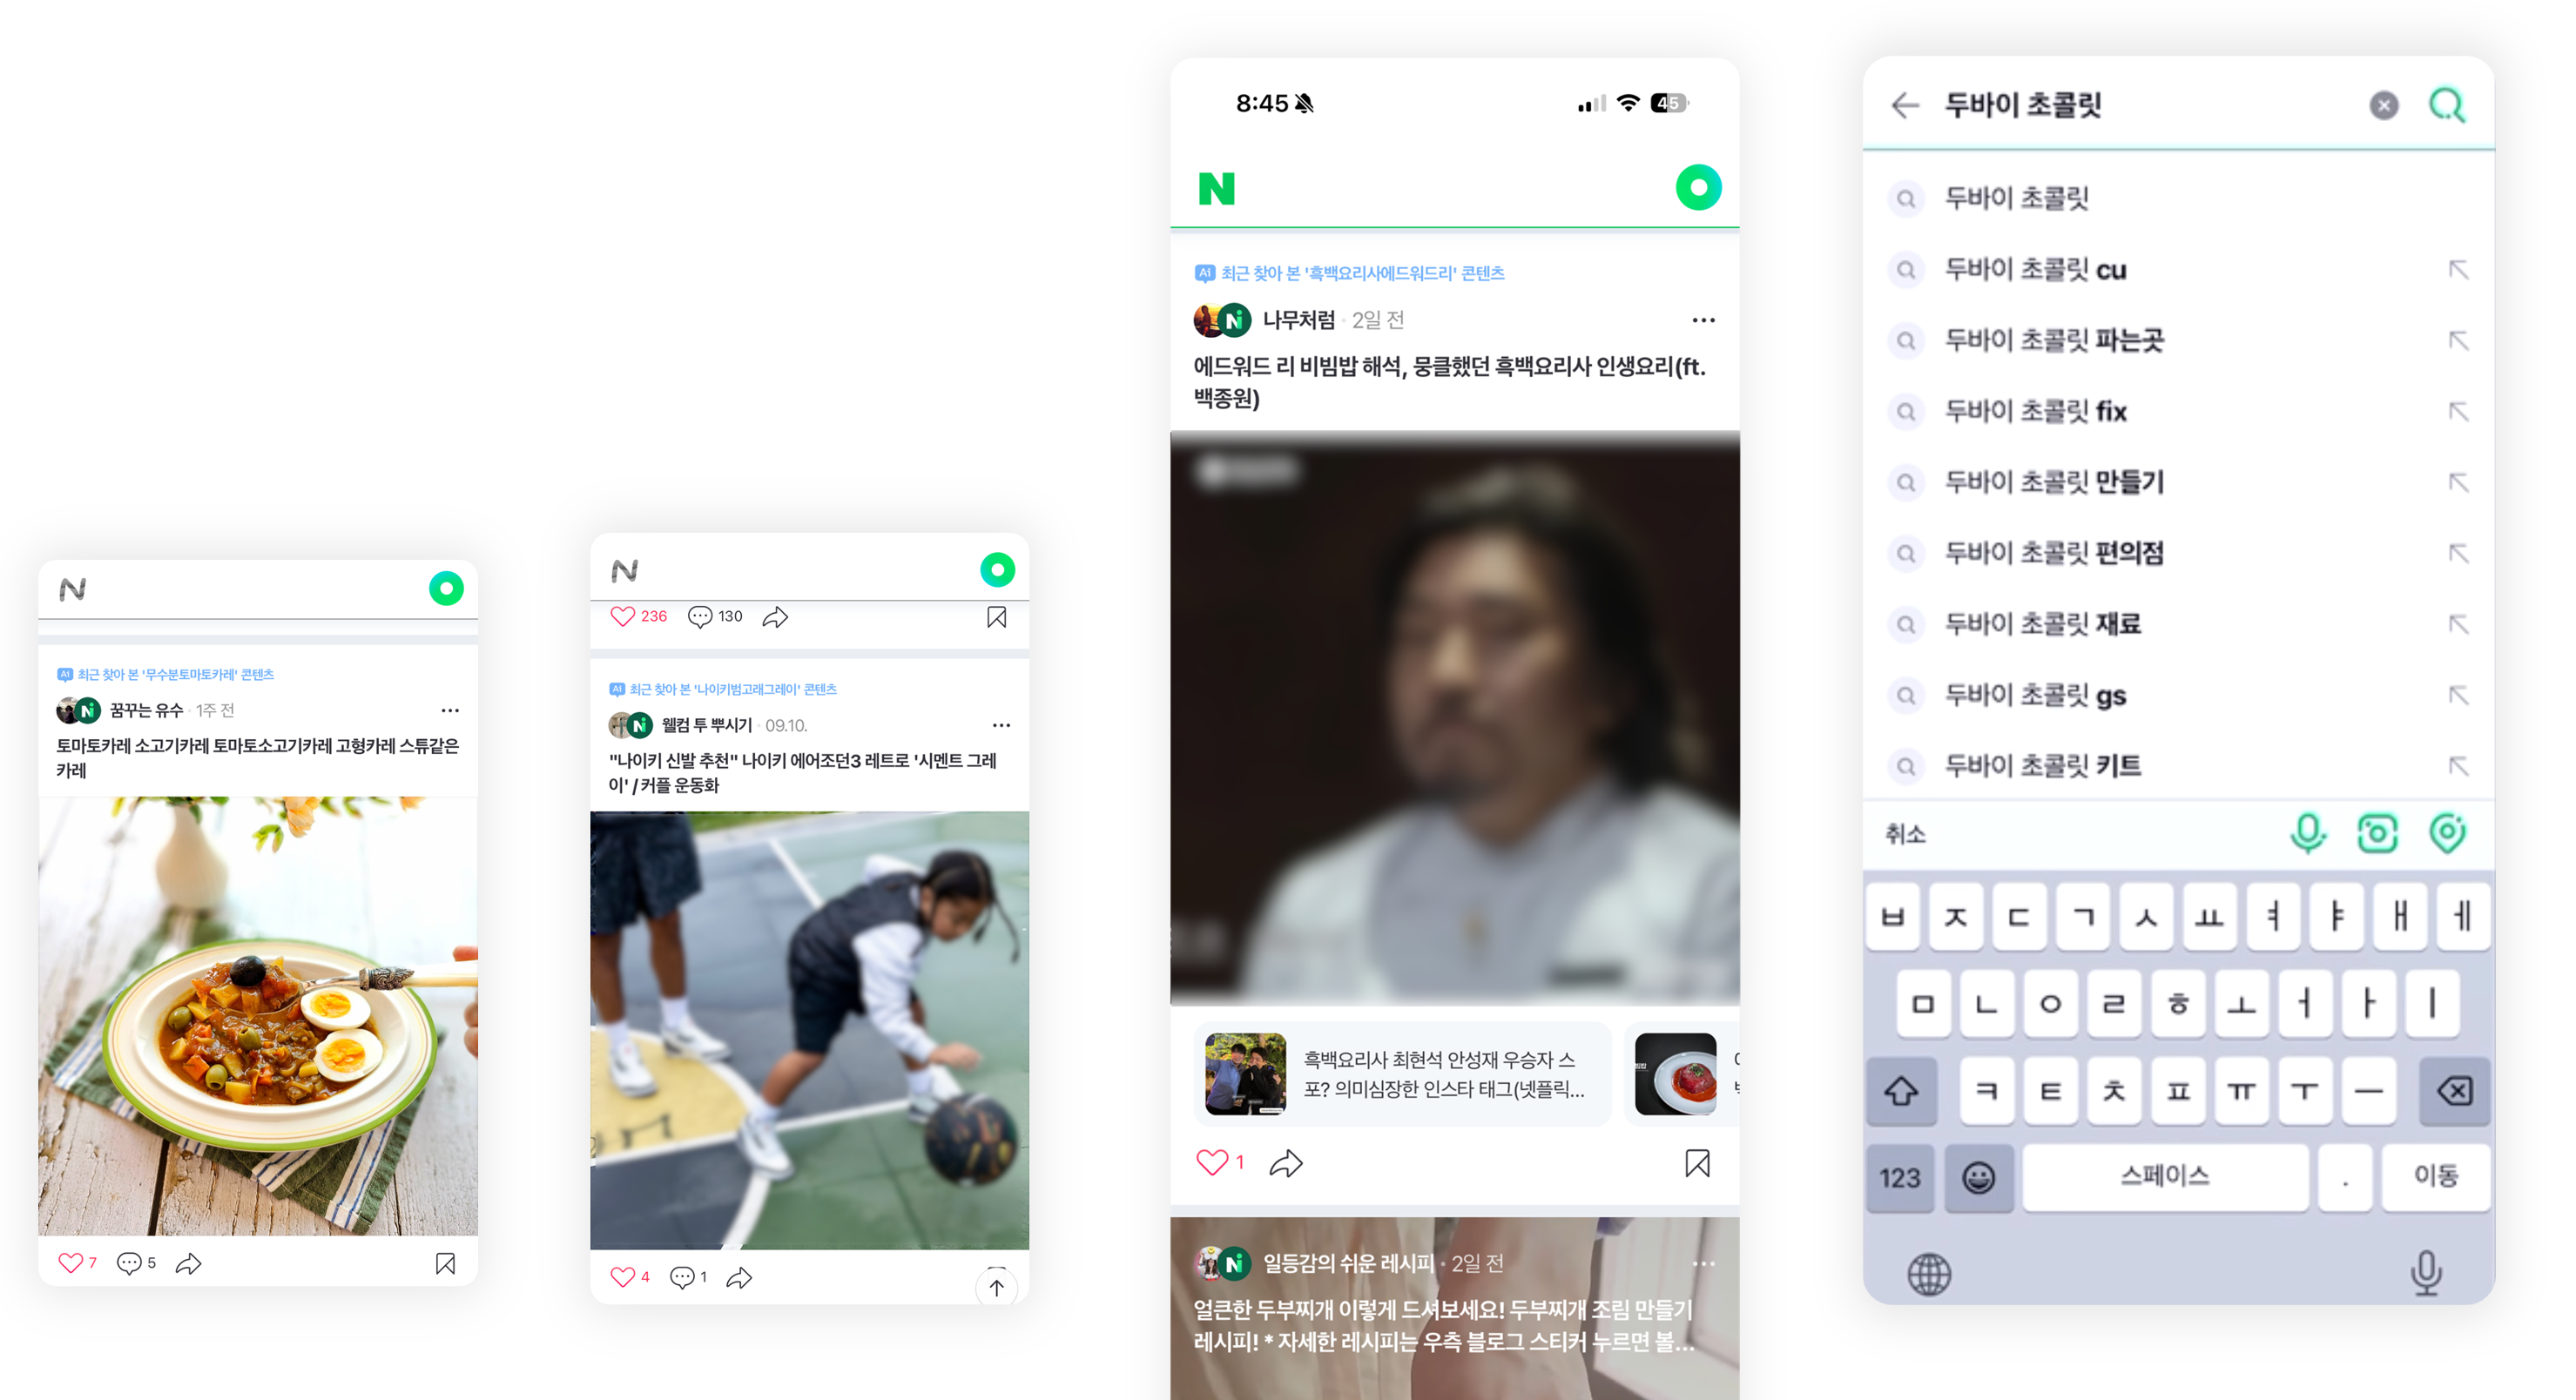 N
Ai 최근 찾아 본 '무수분토마토카레' 콘텐츠
N 꿈꾸는 유수 · 1주 전
토마토카레 소고기카레 토마토소고기카레 고형카레 스튜같은
카레
7 5
N
236 130
Ai 최근 찾아 본 '나이키범고래그레이' 콘텐츠
N 웰컴 투 뿌시기 · 09.10.
"나이키 신발 추천" 나이키 에어조던3 레트로 '시멘트 그레
이' / 커플 운동화
4 1
8:45 45
N
Ai 최근 찾아 본 '흑백요리사에드워드리' 콘텐츠
N 나무처럼 · 2일 전
에드워드 리 비빔밥 해석, 뭉클했던 흑백요리사 인생요리(ft.
백종원)
흑백요리사 최현석 안성재 우승자 스
포? 의미심장한 인스타 태그(넷플릭...
1
N 일등감의 쉬운 레시피 · 2일 전
얼큰한 두부찌개 이렇게 드셔보세요! 두부찌개 조림 만들기
레시피! * 자세한 레시피는 우측 블로그 스티커 누르면 볼...
두바이 초콜릿
두바이 초콜릿
두바이 초콜릿 cu
두바이 초콜릿 파는곳
두바이 초콜릿 fix
두바이 초콜릿 만들기
두바이 초콜릿 편의점
두바이 초콜릿 재료
두바이 초콜릿 gs
두바이 초콜릿 키트
취소
ㅂ ㅈ ㄷ ㄱ ㅅ ㅛ ㅕ ㅑ ㅐ ㅔ
ㅁ ㄴ ㅇ ㄹ ㅎ ㅗ ㅓ ㅏ ㅣ
ㅋ ㅌ ㅊ ㅍ ㅠ ㅜ ㅡ
123 스페이스 . 이동